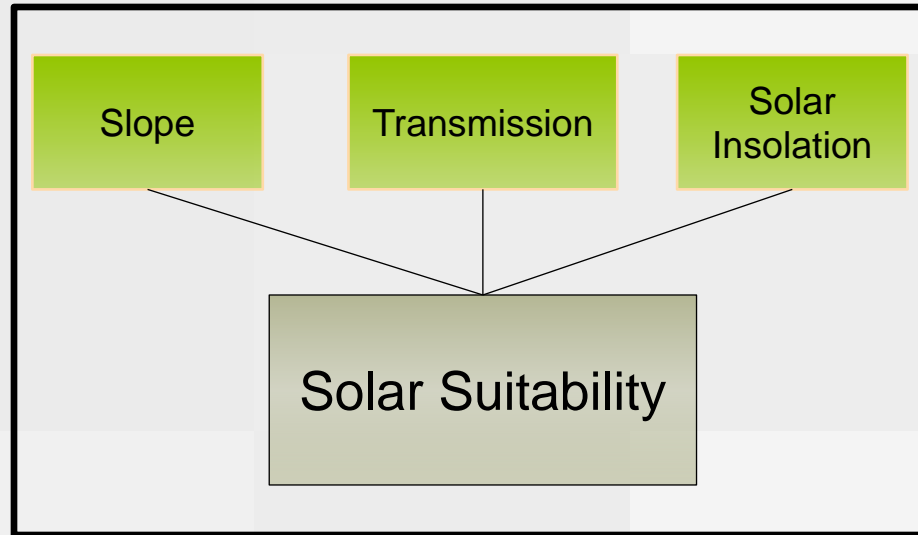 Slope
Transmission
Solar
Insolation
Solar Suitability